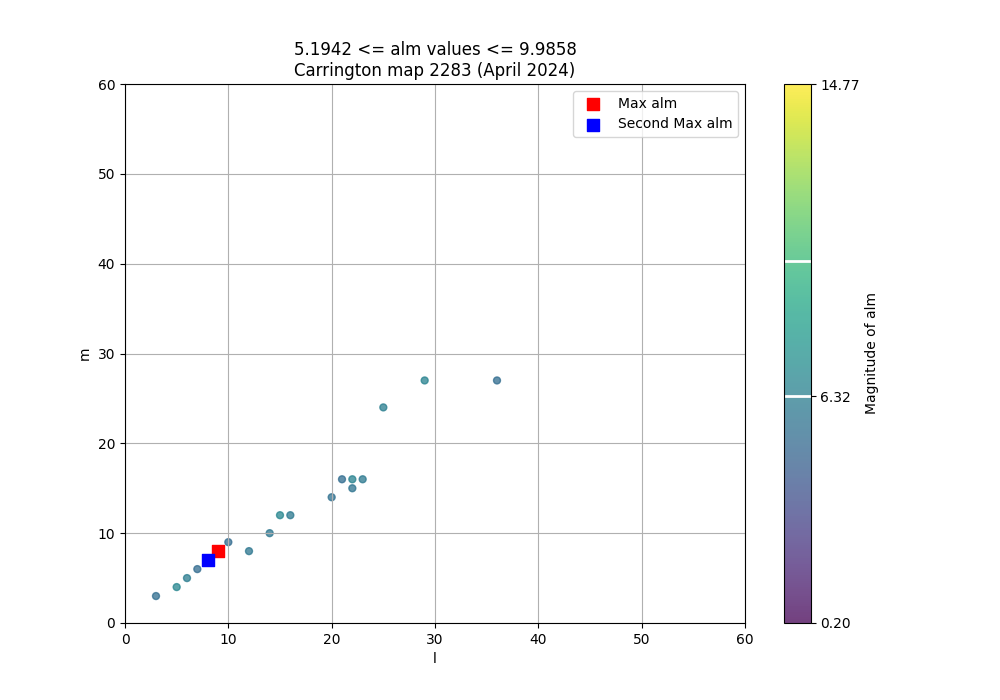 5.1942 <= alm values <= 9.9858
Carrington map 2283 (April 2024)
Max alm
Second Max alm
60
50
40
30
20
10
0
m
0 10 20 30 40 50 60
l
14.77
6.32
0.20
Magnitude of alm